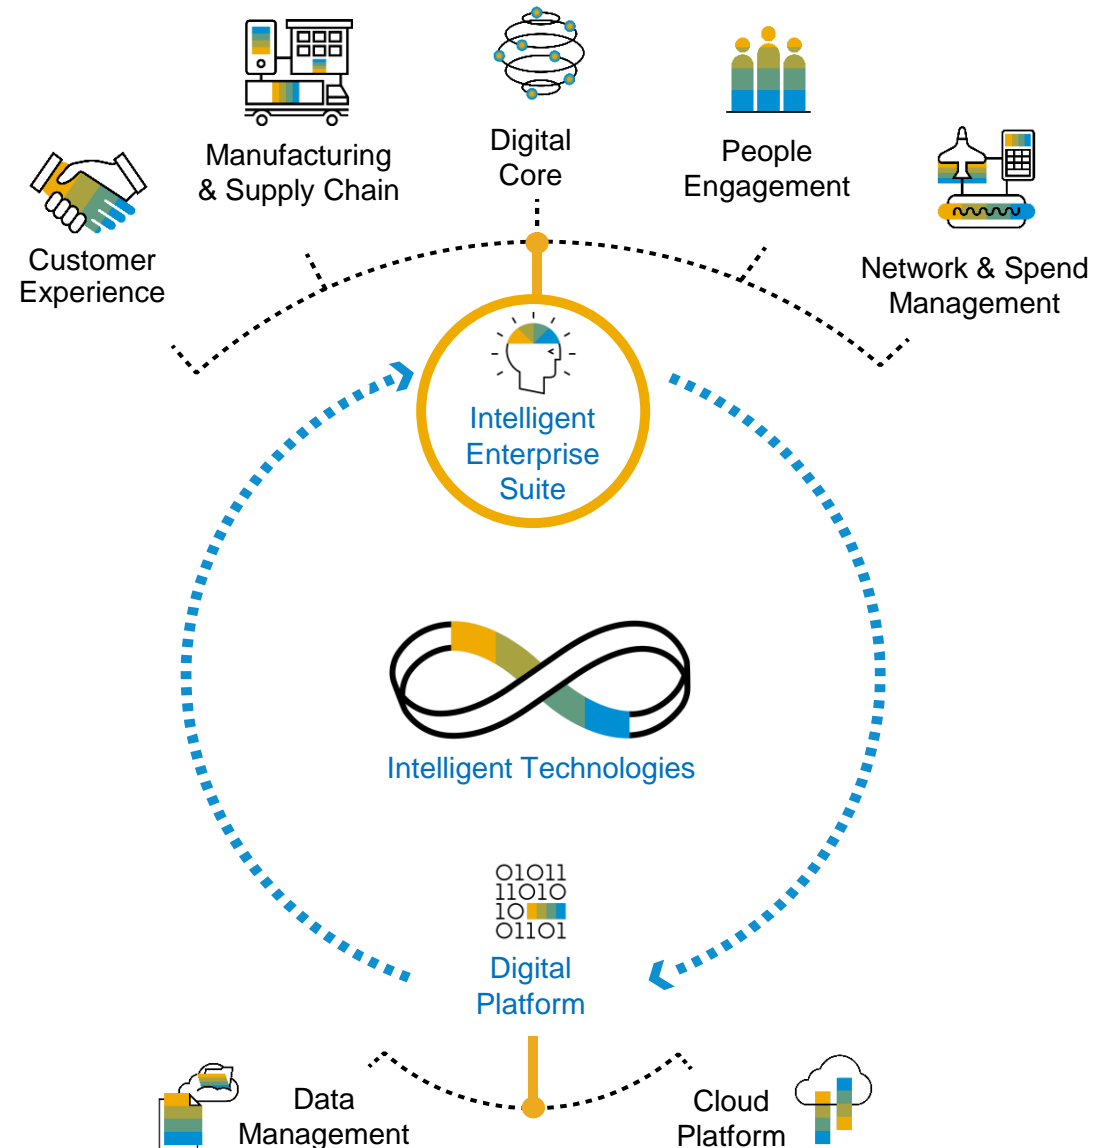 Manufacturing
& Supply Chain
Digital
Core
People
Engagement
Customer
Experience
Network & Spend
Management
Intelligent
Enterprise
Suite
Intelligent Technologies
01011
11010
10
01101
Digital
Platform
Data
Management
Cloud
Platform